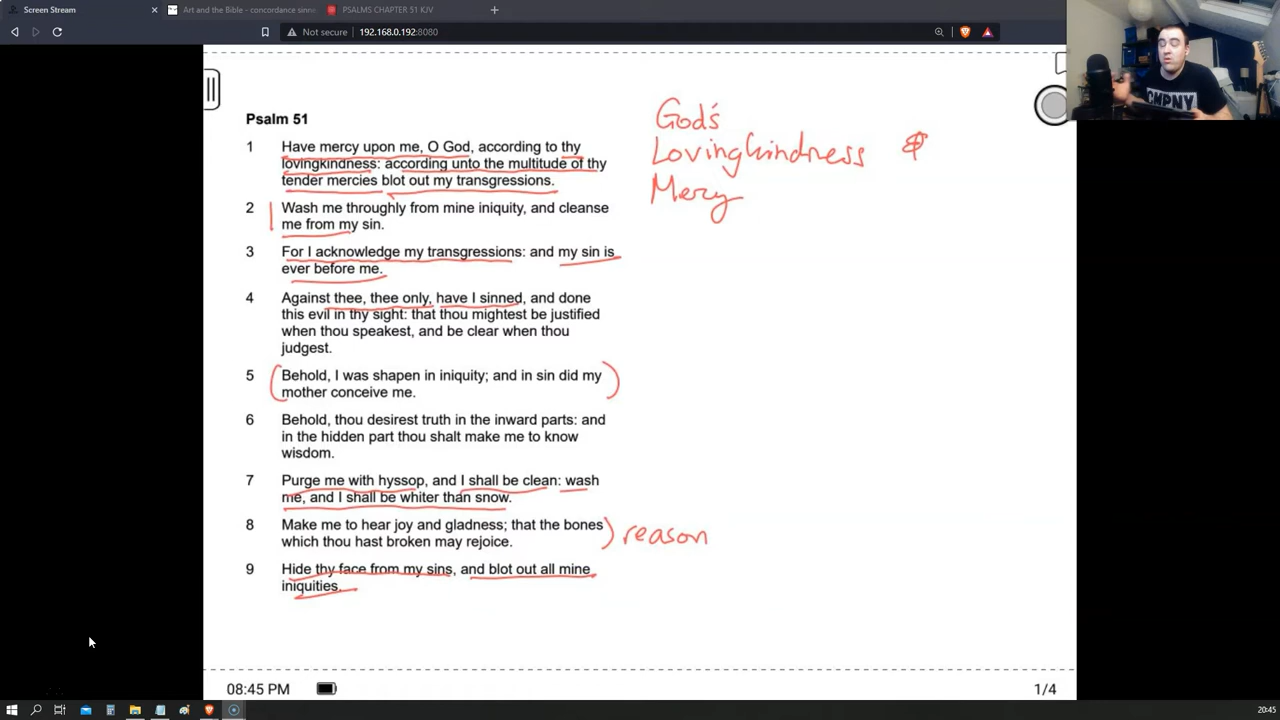 Screen Stream
Art and the Bible - concordance sinne
PSALMS CHAPTER 51 KJV
Not secure
192.168.0.192:8080
CMPNY
Psalm 51
1 Have mercy upon me, O God, according to thy
lovingkindness: according unto the multitude of thy
tender mercies blot out my transgressions.
2 Wash me throughly from mine iniquity, and cleanse
me from my sin.
3 For I acknowledge my transgressions: and my sin is
ever before me.
4 Against thee, thee only, have I sinned, and done
this evil in thy sight: that thou mightest be justified
when thou speakest, and be clear when thou
judgest.
5 Behold, I was shapen in iniquity; and in sin did my
mother conceive me.
6 Behold, thou desirest truth in the inward parts: and
in the hidden part thou shalt make me to know
wisdom.
7 Purge me with hyssop, and I shall be clean: wash
me, and I shall be whiter than snow.
8 Make me to hear joy and gladness; that the bones
which thou hast broken may rejoice.
9 Hide thy face from my sins, and blot out all mine
iniquities.
God's
Lovingkindness
Mercy
reason
08:45 PM
1/4
20:45